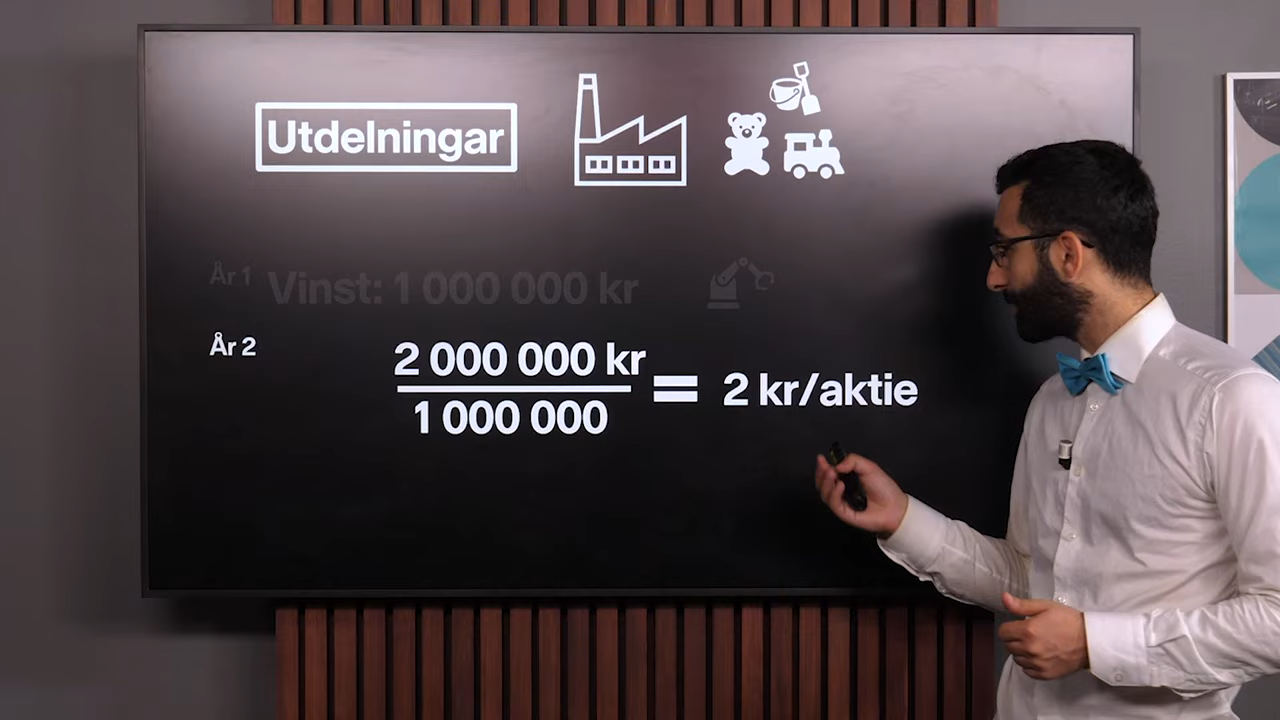 Utdelningar
År 1 Vinst: 1 000 000 kr
År 2
2 000 000 kr
1 000 000
= 2 kr/aktie